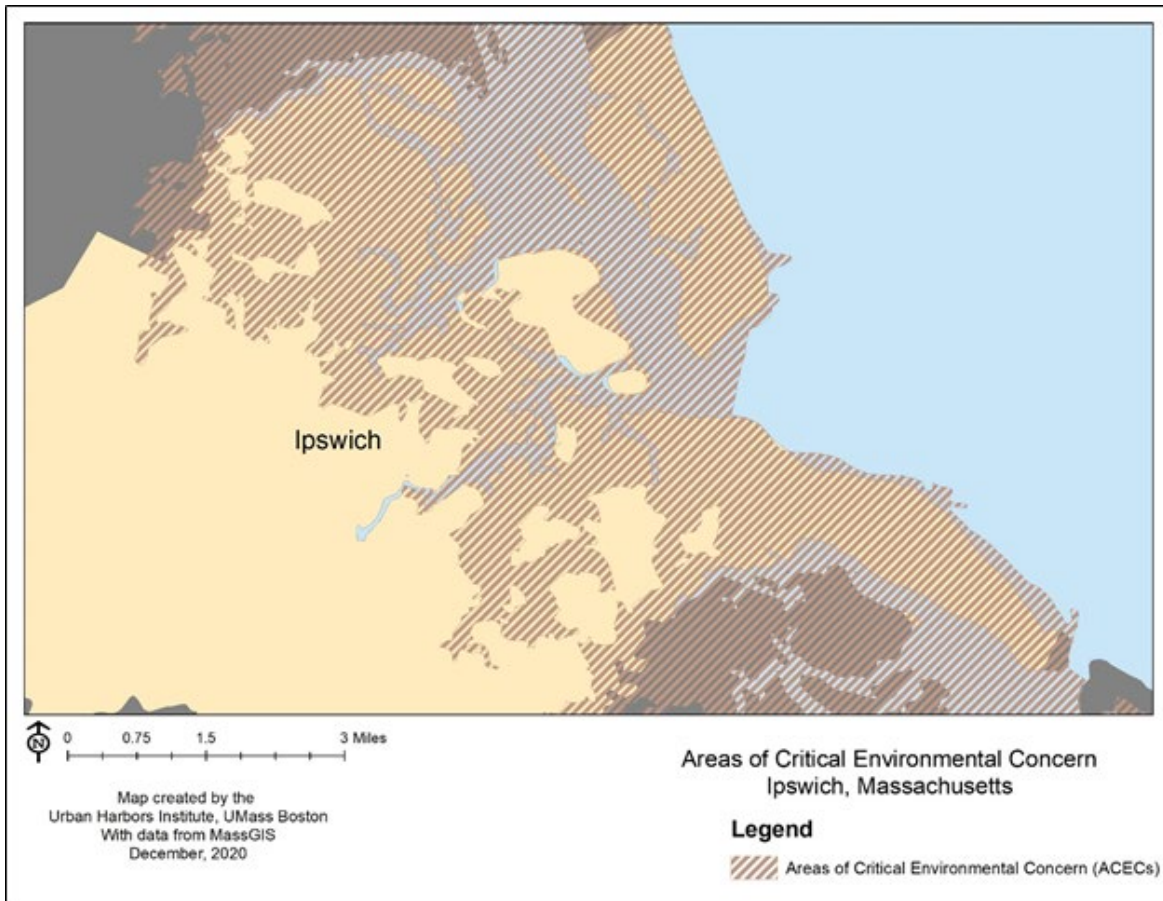 Ipswich
N
0 0.75 1.5 3 Miles
Map created by the
Urban Harbors Institute, UMass Boston
With data from MassGIS
December, 2020
Areas of Critical Environmental Concern
Ipswich, Massachusetts
Legend
Areas of Critical Environmental Concern (ACECs)